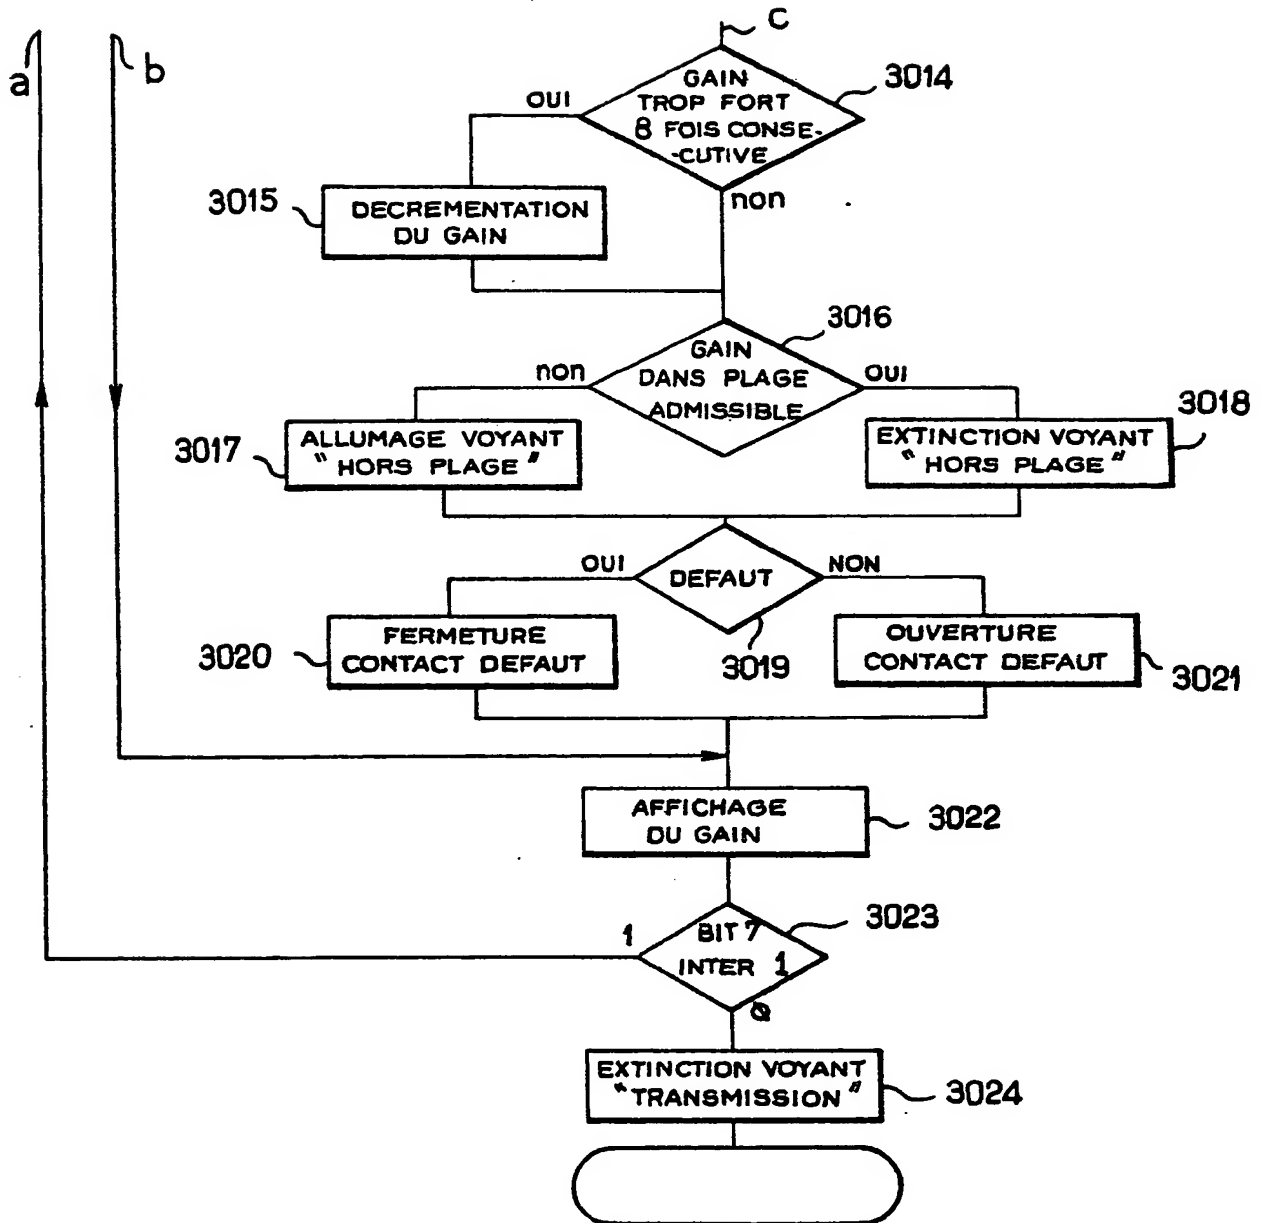 a
b
C
GAIN
TROP FORT
8 FOIS CONSE-
-CUTIVE
3014
OUI
non
3015
DECREMENTATION
DU GAIN
3016
GAIN
DANS PLAGE
ADMISSIBLE
non
OUI
3017
ALLUMAGE VOYANT
"HORS PLAGE"
EXTINCTION VOYANT
"HORS PLAGE"
3018
OUI
DEFAUT
NON
3019
3020
FERMETURE
CONTACT DEFAUT
OUVERTURE
CONTACT DEFAUT
3021
AFFICHAGE
DU GAIN
3022
1
BIT 7
INTER 1
3023
0
EXTINCTION VOYANT
"TRANSMISSION"
3024